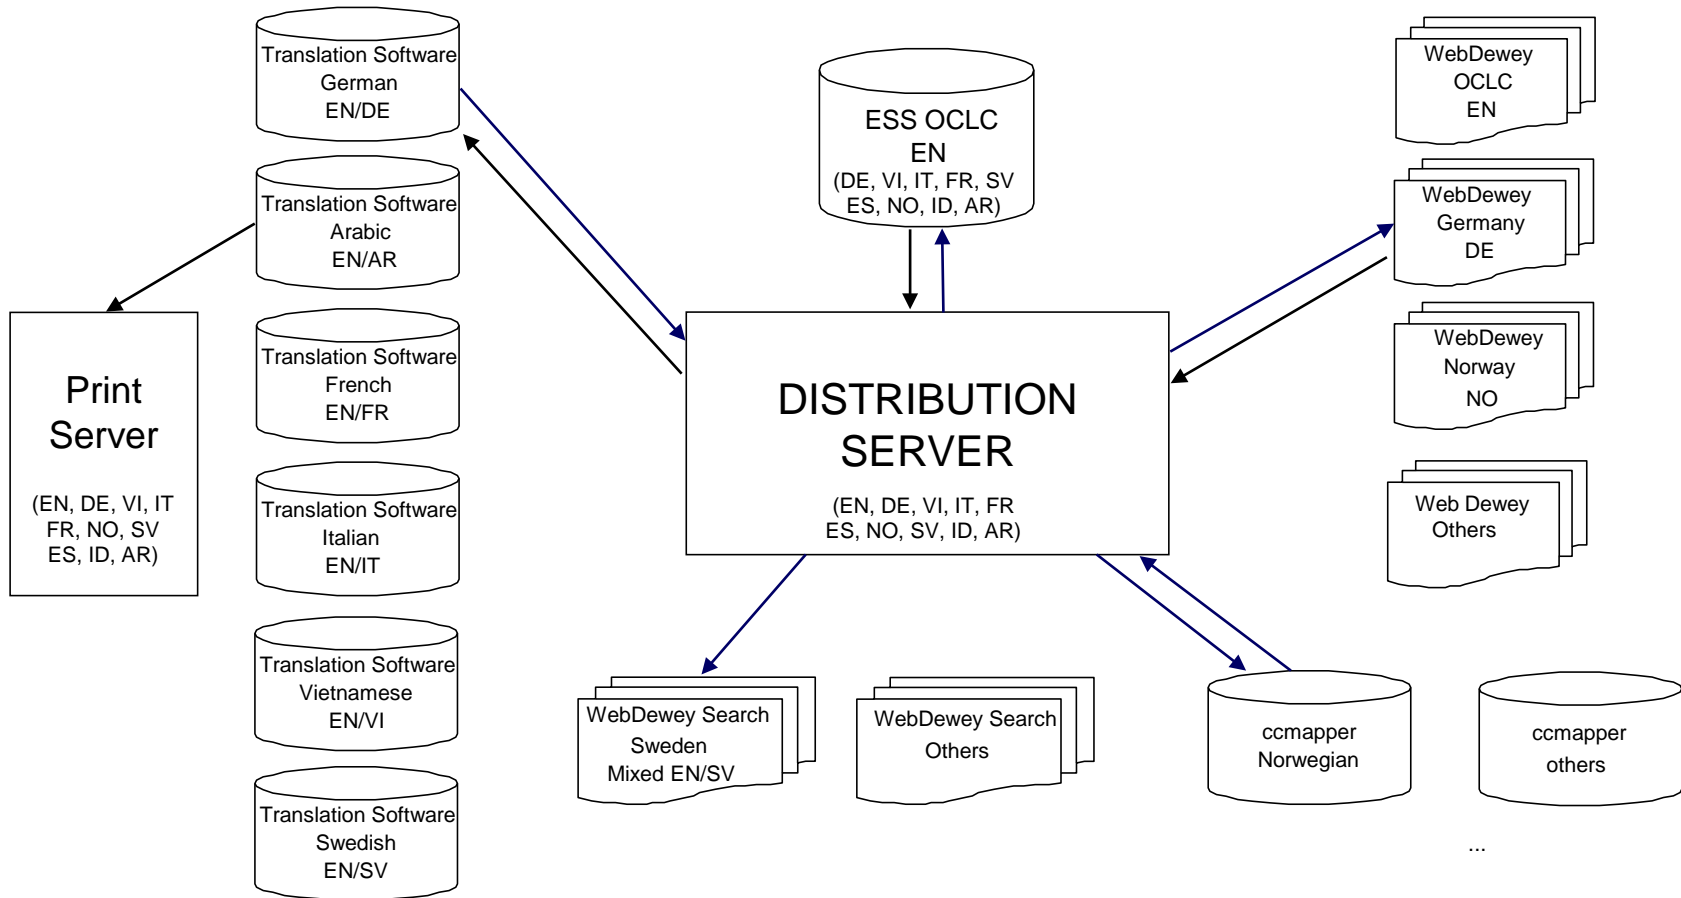 Translation Software
German
EN/DE
Translation Software
Arabic
EN/AR
Print
Server
(EN, DE, VI, IT
FR, NO, SV
ES, ID, AR)
Translation Software
French
EN/FR
Translation Software
Italian
EN/IT
Translation Software
Vietnamese
EN/VI
Translation Software
Swedish
EN/SV
ESS OCLC
EN
(DE, VI, IT, FR, SV
ES, NO, ID, AR)
DISTRIBUTION
SERVER
(EN, DE, VI, IT, FR
ES, NO, SV, ID, AR)
WebDewey
OCLC
EN
WebDewey
Germany
DE
WebDewey
Norway
NO
Web Dewey
Others
WebDewey Search
Sweden
Mixed EN/SV
WebDewey Search
Others
ccmapper
Norwegian
ccmapper
others
...